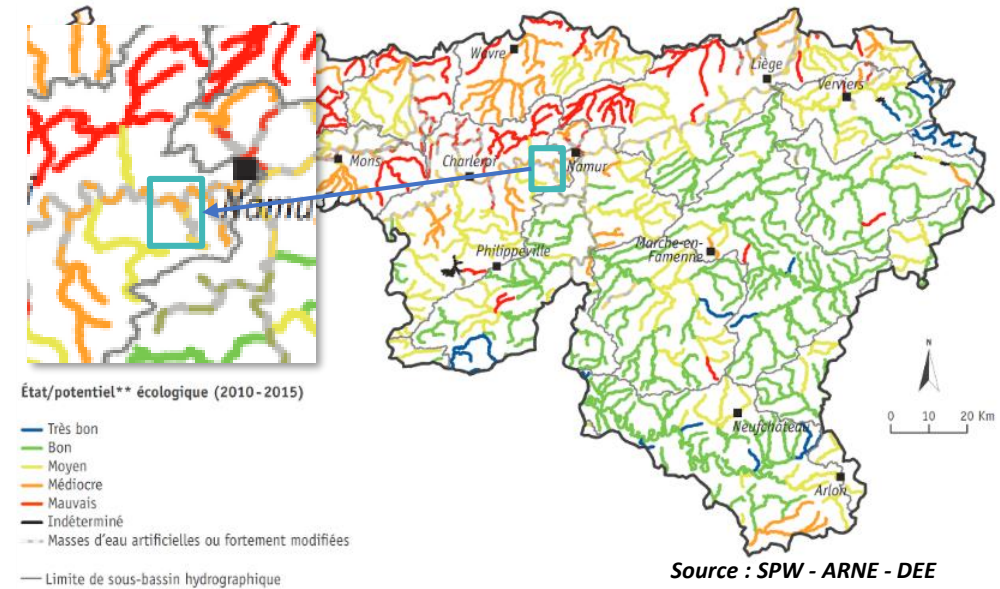 Namu
Wavre
Liège
Verviers
Mons
Charleroi
Namur
Philippeville
Marche-en-
Famenne
Neufchâteau
Arlon
N
0 10 20 Km
État/potentiel** écologique (2010-2015)
Très bon
Bon
Moyen
Médiocre
Mauvais
Indéterminé
Masses d'eau artificielles ou fortement modifiées
Limite de sous-bassin hydrographique
Source : SPW - ARNE - DEE